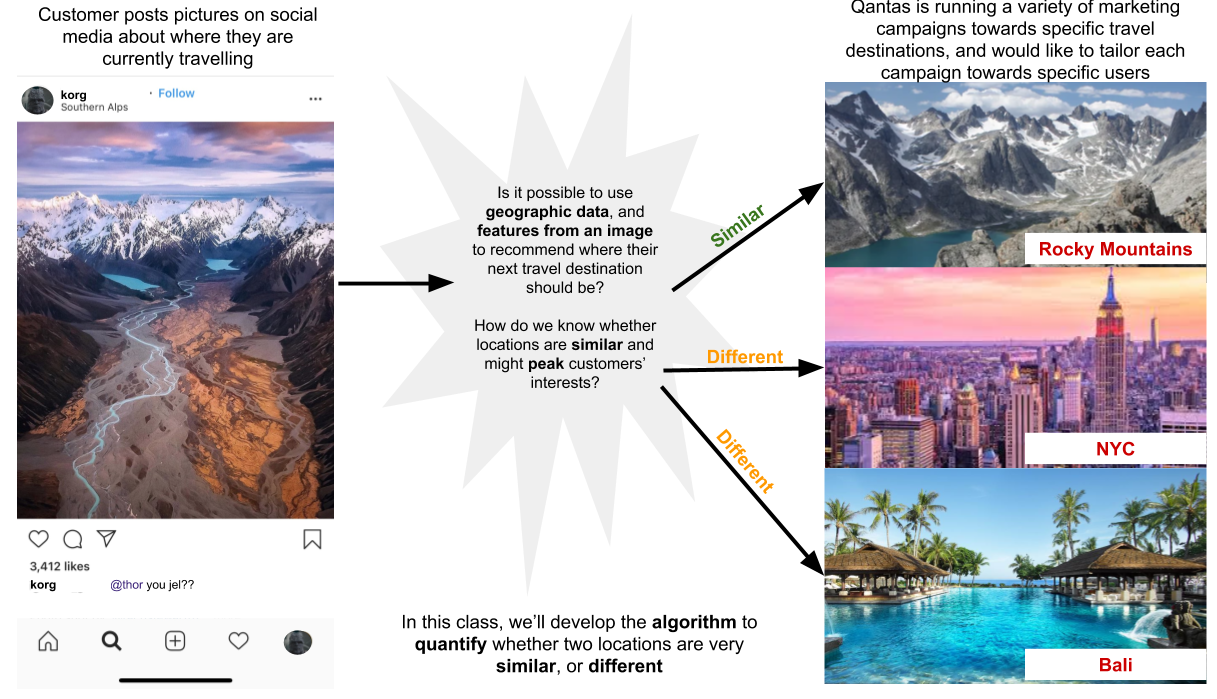 Customer posts pictures on social
media about where they are
currently travelling
korg
Southern Alps
· Follow
3,412 likes
korg @thor you jel??
Is it possible to use
geographic data, and
features from an image
to recommend where their
next travel destination
should be?
How do we know whether
locations are similar and
might peak customers’
interests?
Similar
Different
Different
In this class, we’ll develop the algorithm to
quantify whether two locations are very
similar, or different
Qantas is running a variety of marketing
campaigns towards specific travel
destinations, and would like to tailor each
campaign towards specific users
Rocky Mountains
NYC
Bali